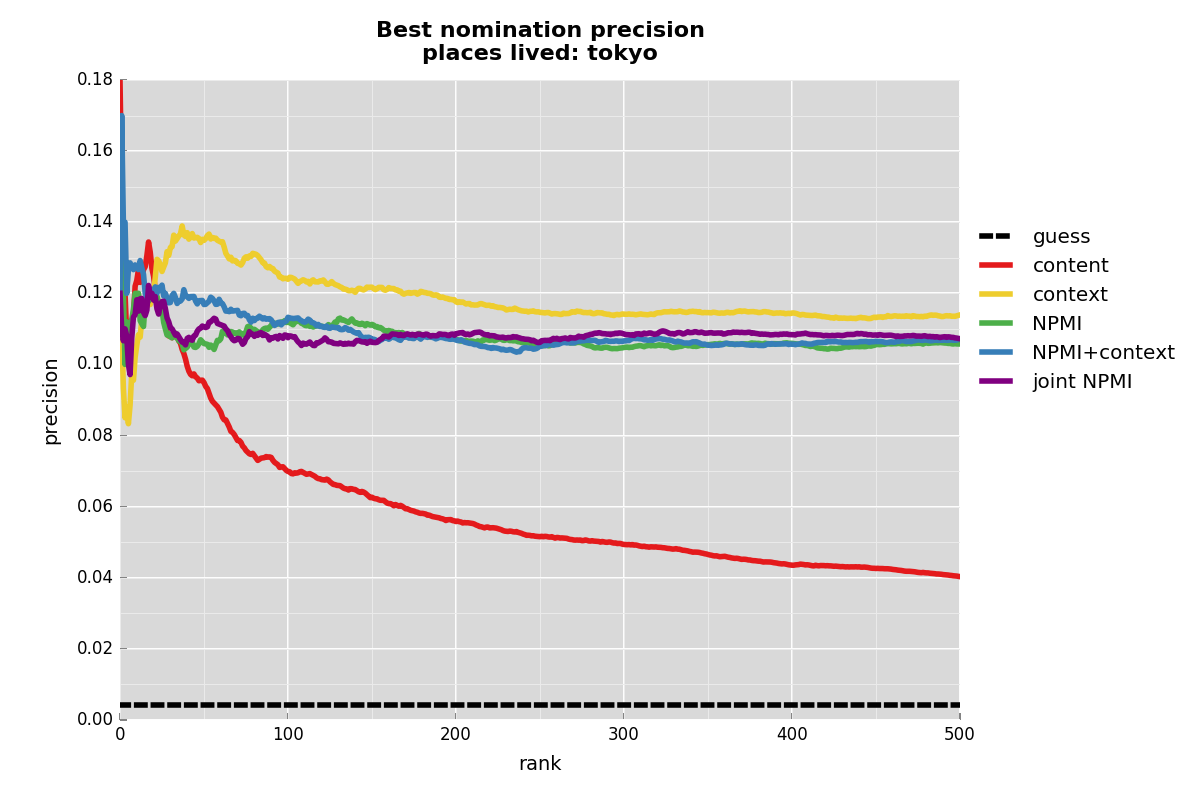 Best nomination precision
places lived: tokyo
0.18
0.16
0.14
0.12
0.10
0.08
0.06
0.04
0.02
0.00
precision
0 100 200 300 400 500
rank
guess
content
context
NPMI
NPMI+context
joint NPMI